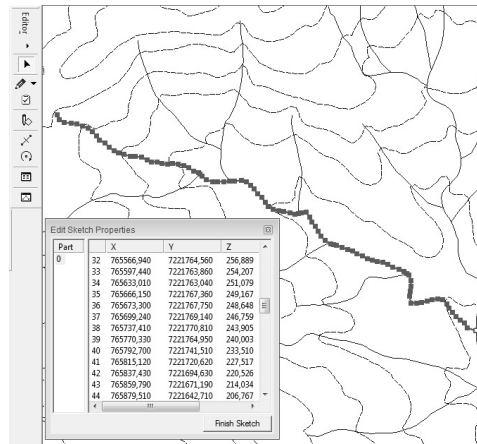 Editor
Edit Sketch Properties
Part X Y Z
0 32 765566,940 7221764,560 256,889
33 765597,440 7221763,860 254,207
34 765633,010 7221763,040 251,079
35 765666,150 7221767,360 249,167
36 765673,300 7221767,750 248,648
37 765699,240 7221769,140 246,759
38 765737,410 7221770,810 243,905
39 765770,330 7221764,950 240,003
40 765792,700 7221741,510 233,510
41 765815,120 7221720,620 227,517
42 765837,430 7221694,630 220,526
43 765859,790 7221671,190 214,034
44 765879,510 7221642,710 206,767
Finish Sketch